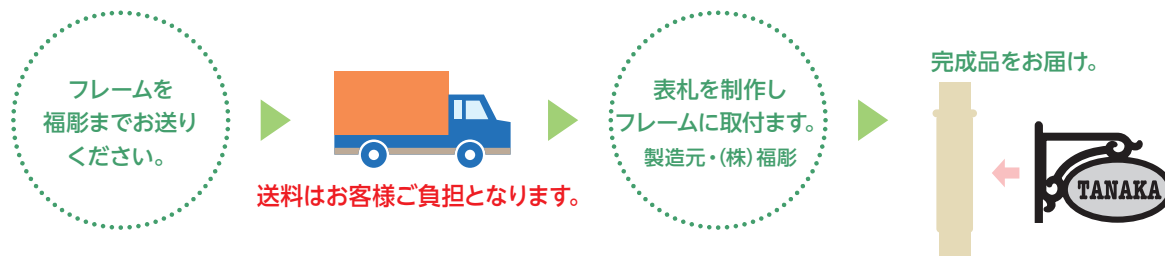 フレームを
福彫までお送り
ください。
送料はお客様ご負担となります。
表札を制作し
フレームに取付ます。
製造元・(株)福彫
完成品をお届け。
TANAKA